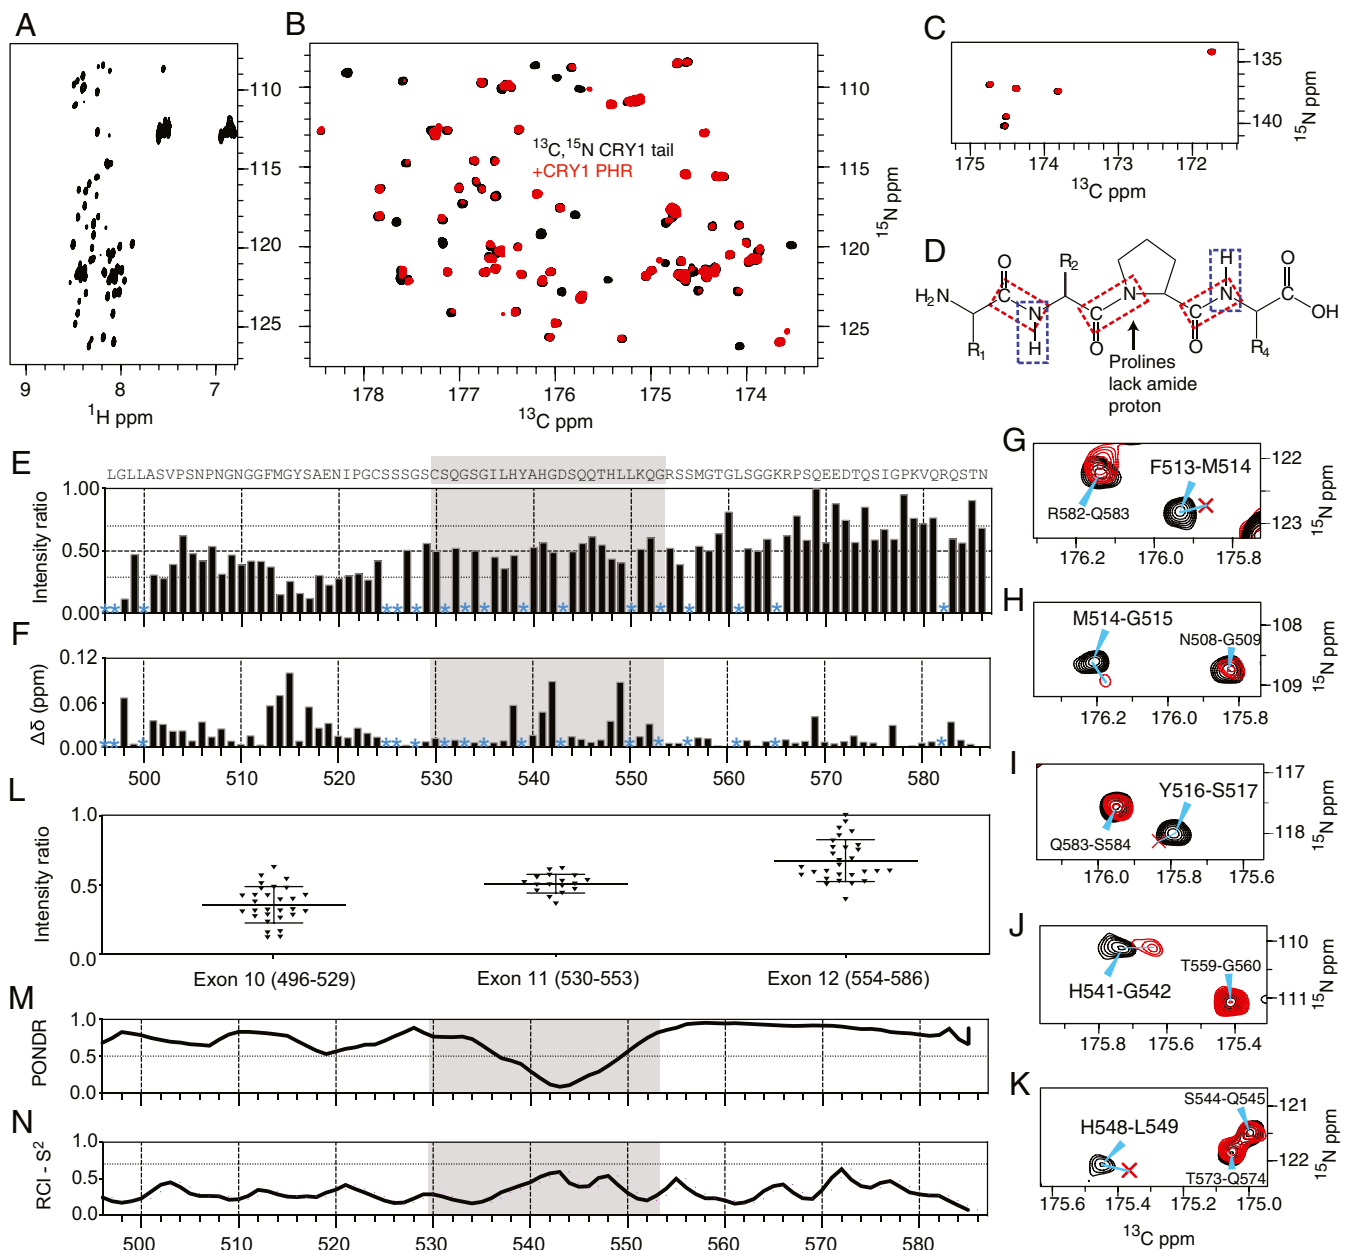 A
110
115
120
125
9
8
7
¹H ppm
B
¹³C,¹⁵N CRY1 tail
+CRY1 PHR
110
115
120
125
¹⁵N ppm
178
177
176
175
174
¹³C ppm
C
135
140
¹⁵N ppm
175
174
173
172
¹³C ppm
D
H₂N
R₁
O
N
H
R₂
O
N
O
H
N
R₄
O
OH
Prolines
lack amide
proton
E
LGLLASVPSNPNGNGGFMGYSAENIPGCSSSGSCSQGSGILHYAHGDSQQTHLLKQGRSSMGTGLSGGKRPSQEEDTQSIGPKVQRQSTN
Intensity ratio
1.00
0.50
0.00
F
Δδ (ppm)
0.12
0.06
0.00
500
510
520
530
540
550
560
570
580
G
F513-M514
R582-Q583
122
123
¹⁵N ppm
176.2
176.0
175.8
H
M514-G515
N508-G509
108
109
¹⁵N ppm
176.2
176.0
175.8
I
Y516-S517
Q583-S584
117
118
¹⁵N ppm
176.0
175.8
175.6
J
T559-G560
H541-G542
110
111
¹⁵N ppm
175.8
175.6
175.4
K
S544-Q545
H548-L549
T573-Q574
121
122
¹⁵N ppm
175.6
175.4
175.2
175.0
¹³C ppm
L
Intensity ratio
1.0
0.5
0.0
Exon 10 (496-529)
Exon 11 (530-553)
Exon 12 (554-586)
M
PONDR
1.0
0.5
0.0
500
510
520
530
540
550
560
570
580
N
RCI - S²
1.0
0.5
0.0
500
510
520
530
540
550
560
570
580